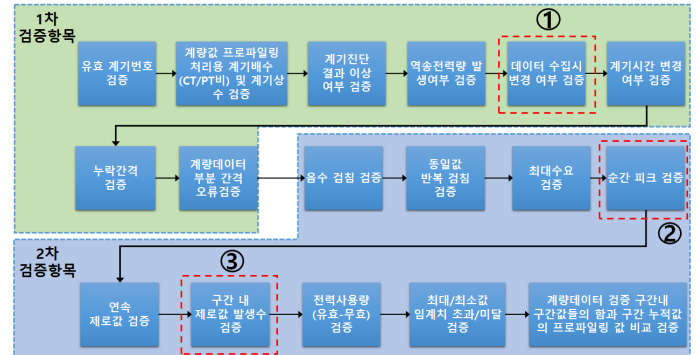 1차
검증항목
①
유효 계기번호
검증
계량값 프로파일링
처리용 계기배수
(CT/PT비) 및 계기상
수 검증
계기진단
결과 이상
여부 검증
역송전력량 발
생여부 검증
데이터 수집시
변경 여부 검증
계기시간 변경
여부 검증
누락간격
검증
계량데이터
부분 간격
오류검증
음수 검침 검증
동일값
반복 검침
검증
최대수요
검증
순간 피크 검증
②
2차
검증항목
③
연속
제로값 검증
구간 내
제로값 발생수
검증
전력사용량
(유효-무효)
검증
최대/최소값
임계치 초과/미달
검증
계량데이터 검증 구간내
구간값들의 합과 구간 누적값
의 프로파일링 값 비교 검증